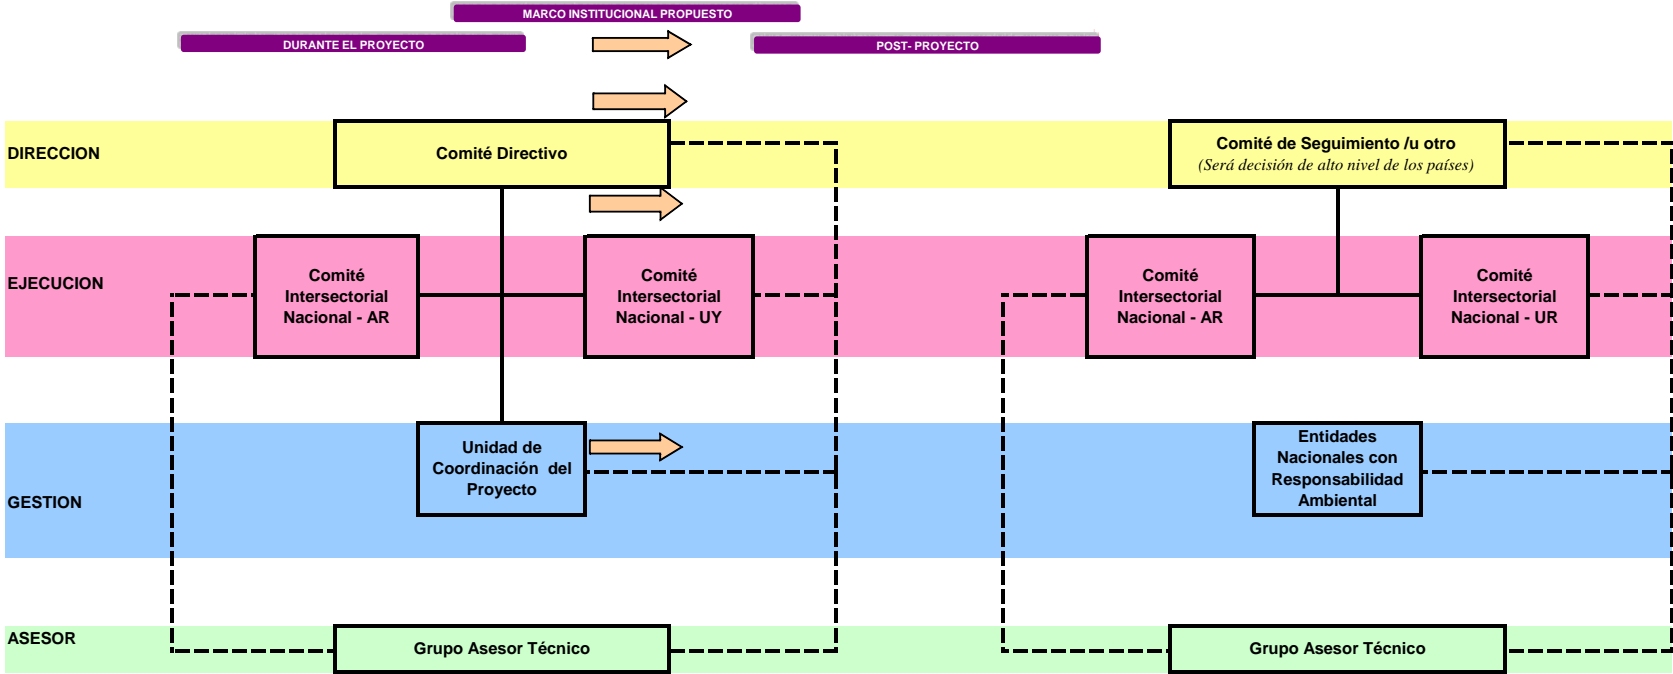 MARCO INSTITUCIONAL PROPUESTO
DURANTE EL PROYECTO
POST- PROYECTO
DIRECCION
Comité Directivo
Comité de Seguimiento /u otro
(Será decisión de alto nivel de los países)
EJECUCION
Comité
Intersectorial
Nacional - AR
Comité
Intersectorial
Nacional - UY
Comité
Intersectorial
Nacional - AR
Comité
Intersectorial
Nacional - UR
GESTION
Unidad de
Coordinación del
Proyecto
Entidades
Nacionales con
Responsabilidad
Ambiental
ASESOR
Grupo Asesor Técnico
Grupo Asesor Técnico